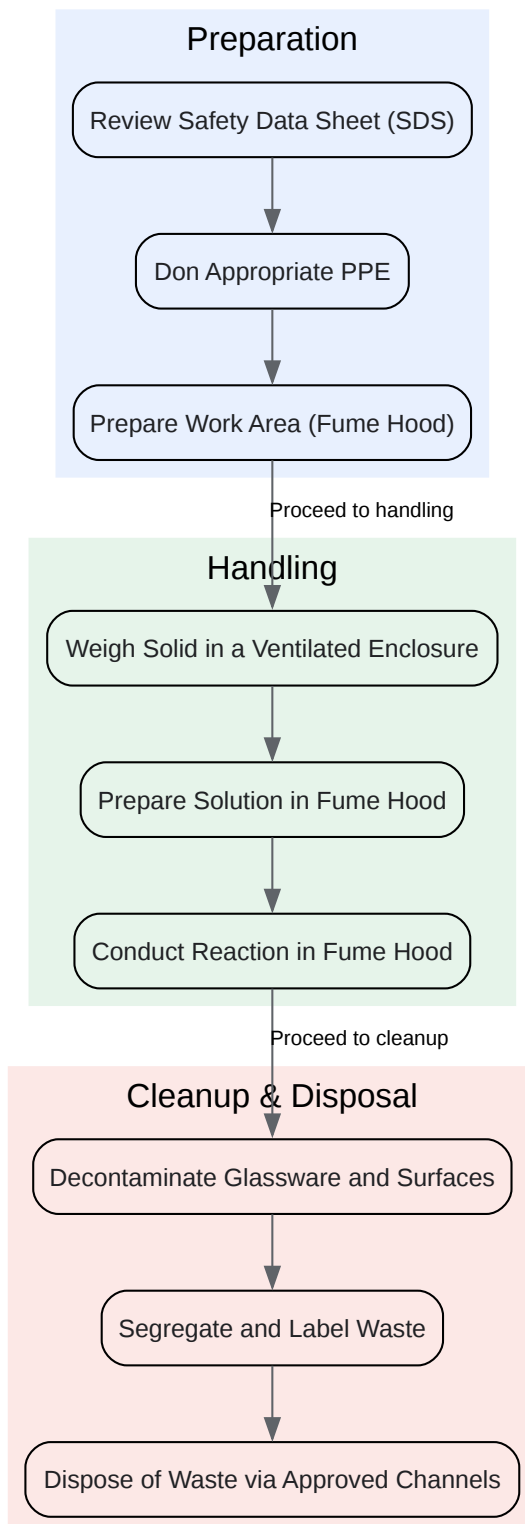 Preparation
Review Safety Data Sheet (SDS)
Don Appropriate PPE
Prepare Work Area (Fume Hood)
Proceed to handling
Handling
Weigh Solid in a Ventilated Enclosure
Prepare Solution in Fume Hood
Conduct Reaction in Fume Hood
Proceed to cleanup
Cleanup & Disposal
Decontaminate Glassware and Surfaces
Segregate and Label Waste
Dispose of Waste via Approved Channels